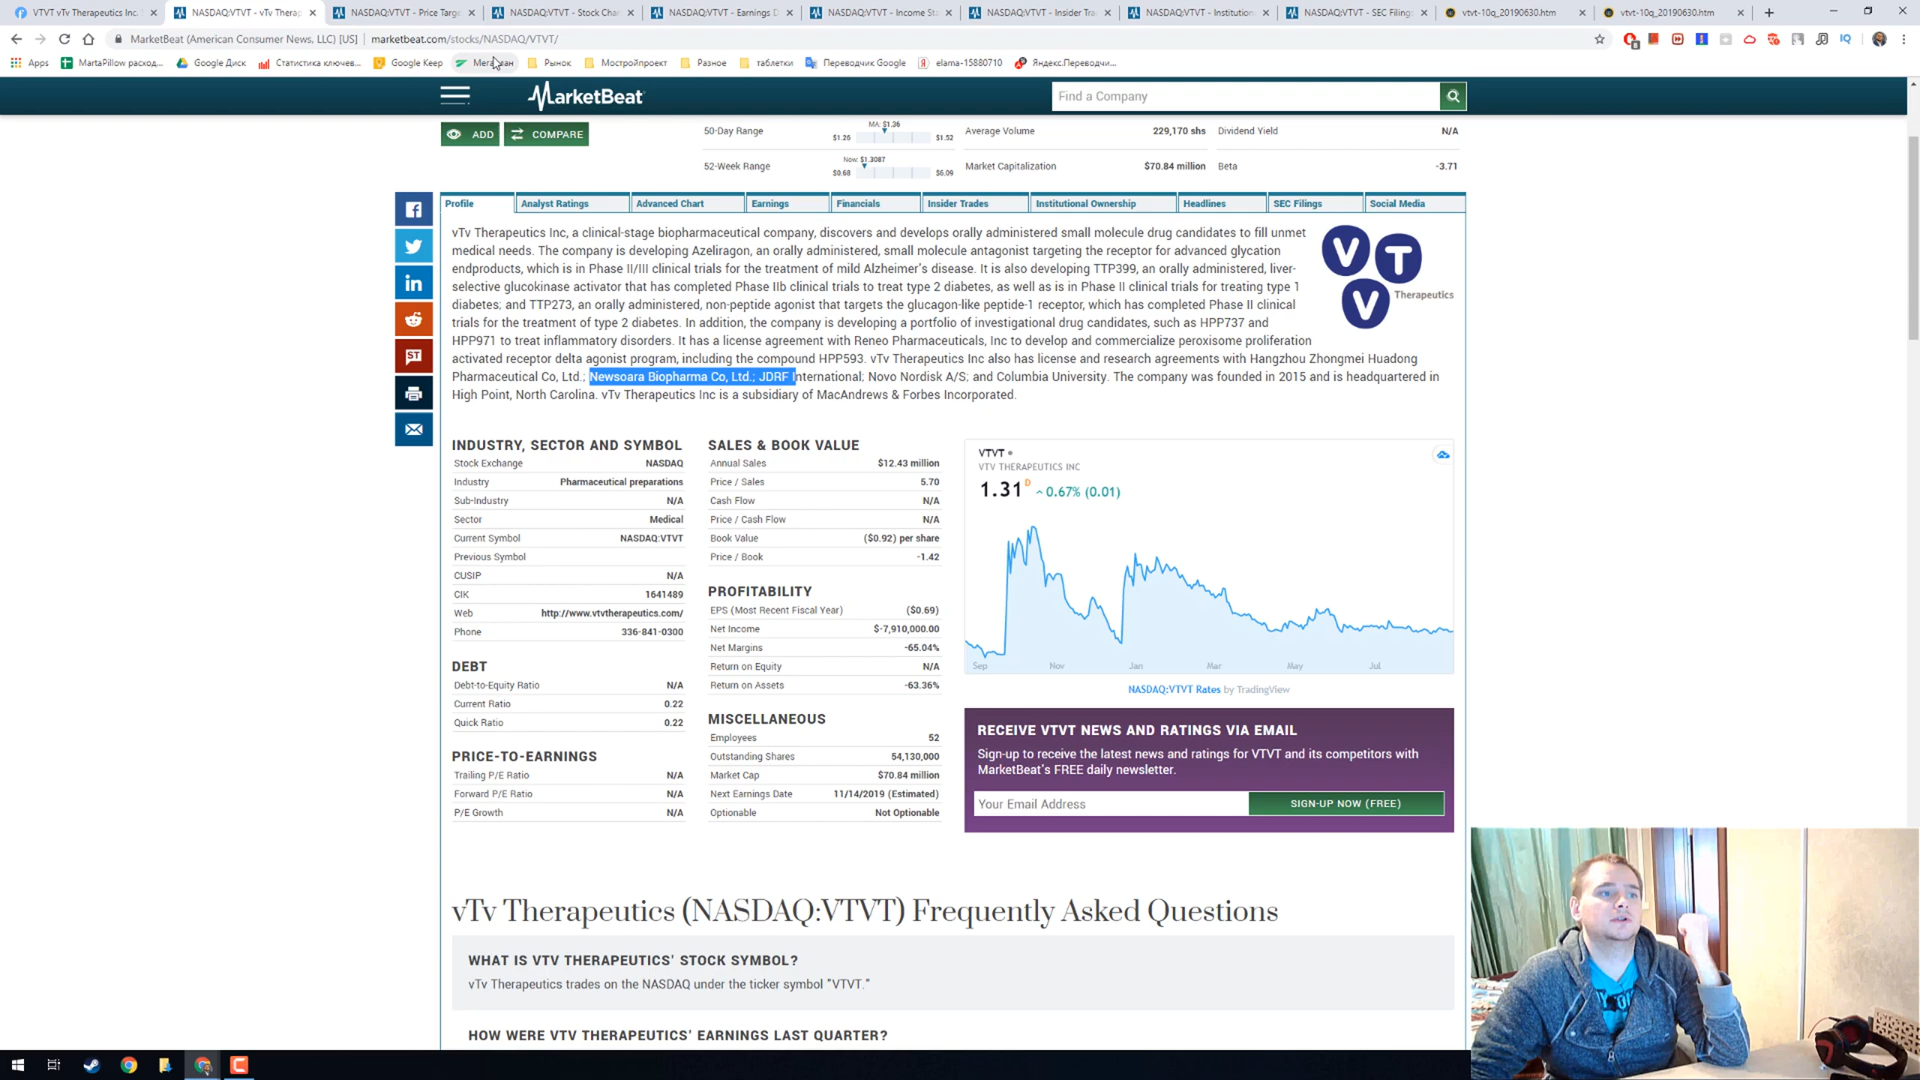 VTVT vTv Therapeutics Inc.
NASDAQ:VTVT - vTv Therap
NASDAQ:VTVT - Price Targ
NASDAQ:VTVT - Stock Char
NASDAQ:VTVT - Earnings D
NASDAQ:VTVT - Income St
NASDAQ:VTVT - Insider Tra
NASDAQ:VTVT - Institution
NASDAQ:VTVT - SEC Filings
vtvt-10q_20190630.htm
vtvt-10q_20190630.htm
MarketBeat (American Consumer News, LLC) [US] | marketbeat.com/stocks/NASDAQ/VTVT/
Apps MartaPillow расход... Google Диск Статистика ключев... Google Keep Рынок Мостройпроект Разное таблетки Переводчик Google elama-15880710 Яндекс.Переводчи...
MarketBeat
Find a Company
ADD COMPARE
50-Day Range MA: $1.36 $1.26 $1.52
Average Volume 229,170 shs
Dividend Yield N/A
52-Week Range Now: $1.3087 $0.68 $6.09
Market Capitalization $70.84 million
Beta -3.71
Profile Analyst Ratings Advanced Chart Earnings Financials Insider Trades Institutional Ownership Headlines SEC Filings Social Media
vTv Therapeutics Inc, a clinical-stage biopharmaceutical company, discovers and develops orally administered small molecule drug candidates to fill unmet
medical needs. The company is developing Azeliragon, an orally administered, small molecule antagonist targeting the receptor for advanced glycation
endproducts, which is in Phase II/III clinical trials for the treatment of mild Alzheimer's disease. It is also developing TTP399, an orally administered, liver-
selective glucokinase activator that has completed Phase IIb clinical trials to treat type 2 diabetes, as well as is in Phase II clinical trials for treating type 1
diabetes; and TTP273, an orally administered, non-peptide agonist that targets the glucagon-like peptide-1 receptor, which has completed Phase II clinical
trials for the treatment of type 2 diabetes. In addition, the company is developing a portfolio of investigational drug candidates, such as HPP737 and
HPP971 to treat inflammatory disorders. It has a license agreement with Reneo Pharmaceuticals, Inc to develop and commercialize peroxisome proliferation
activated receptor delta agonist program, including the compound HPP593. vTv Therapeutics Inc also has license and research agreements with Hangzhou Zhongmei Huadong
Pharmaceutical Co, Ltd.; Newsoara Biopharma Co, Ltd.; JDRF International; Novo Nordisk A/S; and Columbia University. The company was founded in 2015 and is headquartered in
High Point, North Carolina. vTv Therapeutics Inc is a subsidiary of MacAndrews & Forbes Incorporated.
V T V Therapeutics
INDUSTRY, SECTOR AND SYMBOL
Stock Exchange NASDAQ
Industry Pharmaceutical preparations
Sub-Industry N/A
Sector Medical
Current Symbol NASDAQ:VTVT
Previous Symbol
CUSIP N/A
CIK 1641489
Web http://www.vtvtherapeutics.com/
Phone 336-841-0300
DEBT
Debt-to-Equity Ratio N/A
Current Ratio 0.22
Quick Ratio 0.22
PRICE-TO-EARNINGS
Trailing P/E Ratio N/A
Forward P/E Ratio N/A
P/E Growth N/A
SALES & BOOK VALUE
Annual Sales $12.43 million
Price / Sales 5.70
Cash Flow N/A
Price / Cash Flow N/A
Book Value ($0.92) per share
Price / Book -1.42
PROFITABILITY
EPS (Most Recent Fiscal Year) ($0.69)
Net Income $-7,910,000.00
Net Margins -65.04%
Return on Equity N/A
Return on Assets -63.36%
MISCELLANEOUS
Employees 52
Outstanding Shares 54,130,000
Market Cap $70.84 million
Next Earnings Date 11/14/2019 (Estimated)
Optionable Not Optionable
VTVT
VTV THERAPEUTICS INC
1.31 D 0.67% (0.01)
Sep Nov Jan Mar May Jul
NASDAQ:VTVT Rates by TradingView
RECEIVE VTVT NEWS AND RATINGS VIA EMAIL
Sign-up to receive the latest news and ratings for VTVT and its competitors with
MarketBeat's FREE daily newsletter.
Your Email Address SIGN-UP NOW (FREE)
vTv Therapeutics (NASDAQ:VTVT) Frequently Asked Questions
WHAT IS VTV THERAPEUTICS' STOCK SYMBOL?
vTv Therapeutics trades on the NASDAQ under the ticker symbol "VTVT."
HOW WERE VTV THERAPEUTICS' EARNINGS LAST QUARTER?